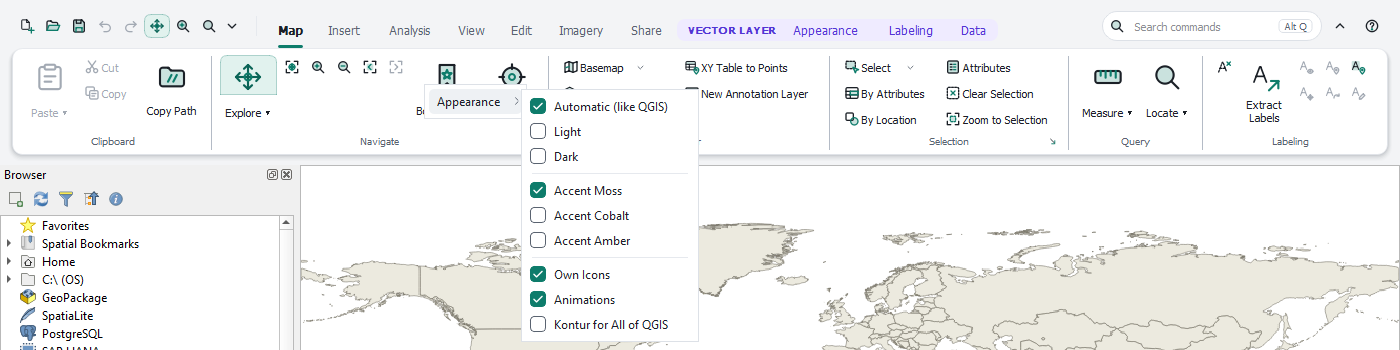 Map Insert Analysis View Edit Imagery Share VECTOR LAYER Appearance Labeling Data Search commands Alt Q
Paste Cut Copy Copy Path Clipboard
Explore Navigate
Basemap XY Table to Points
New Annotation Layer
Select By Attributes By Location Attributes Clear Selection Zoom to Selection Selection
Measure Locate Query
Extract Labels Labeling
Appearance
Automatic (like QGIS)
Light
Dark
Accent Moss
Accent Cobalt
Accent Amber
Own Icons
Animations
Kontur for All of QGIS
Browser
Favorites
Spatial Bookmarks
Home
C:\ (OS)
GeoPackage
SpatiaLite
PostgreSQL